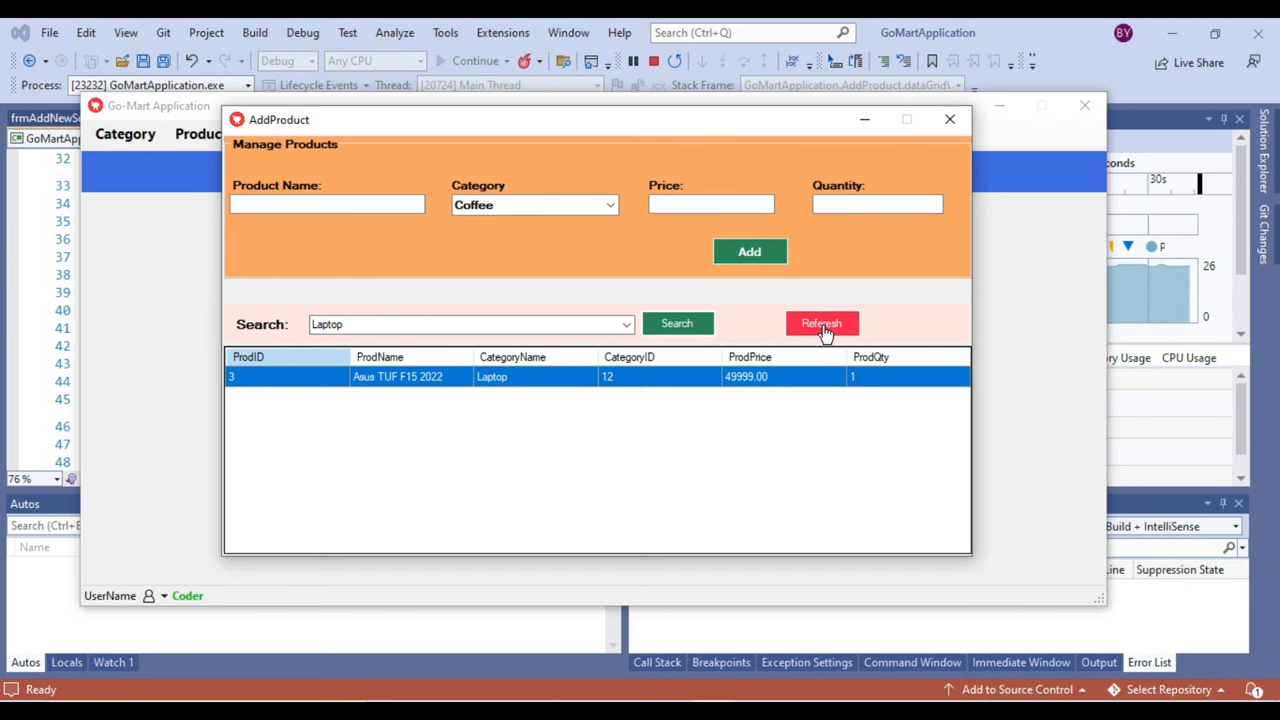 File Edit View Git Project Build Debug Test Analyze Tools Extensions Window Help Search (Ctrl+Q) GoMartApplication BY
Debug Any CPU Continue Live Share
Process: [23232] GoMartApplication.exe Lifecycle Events Thread: [20724] Main Thread Stack Frame: GoMartApplication.AddProduct.dataGrid
frmAddNewSe
GoMartApp
Go-Mart Application
Category Produc
AddProduct
Manage Products
Product Name: Category Price: Quantity:
Coffee
Add
Search: Laptop Search Referesh
ProdID ProdName CategoryName CategoryID ProdPrice ProdQty
3 Asus TUF F15 2022 Laptop 12 49999.00 1
32
33
34
35
36
37
38
39
40
41
42
43
44
45
46
47
48
76 %
conds
30s
P
26
0
ry Usage CPU Usage
Solution Explorer
Git Changes
Autos
Search (Ctrl+E
Name
Build + IntelliSense
Line Suppression State
UserName Coder
Autos Locals Watch 1
Call Stack Breakpoints Exception Settings Command Window Immediate Window Output Error List
Ready Add to Source Control Select Repository 1